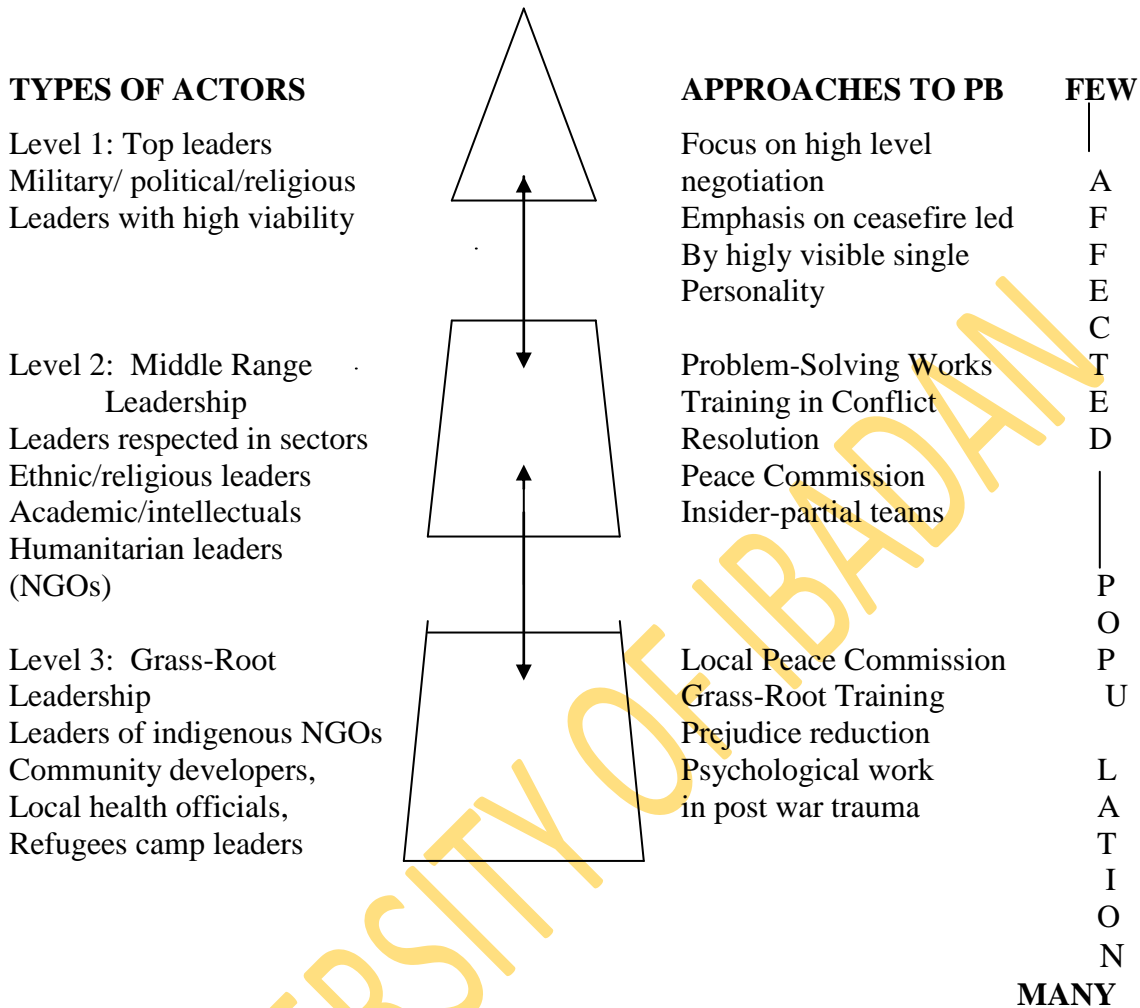 TYPES OF ACTORS
Level 1: Top leaders
Military/ political/religious
Leaders with high viability
Level 2: Middle Range
Leadership
Leaders respected in sectors
Ethnic/religious leaders
Academic/intellectuals
Humanitarian leaders
(NGOs)
Level 3: Grass-Root
Leadership
Leaders of indigenous NGOs
Community developers,
Local health officials,
Refugees camp leaders
APPROACHES TO PB
Focus on high level
negotiation
Emphasis on ceasefire led
By higly visible single
Personality
Problem-Solving Works
Training in Conflict
Resolution
Peace Commission
Insider-partial teams
Local Peace Commission
Grass-Root Training
Prejudice reduction
Psychological work
in post war trauma
FEW
A
F
F
E
C
T
E
D
P
O
P
U
L
A
T
I
O
N
MANY
ERSITY OF IBADAN